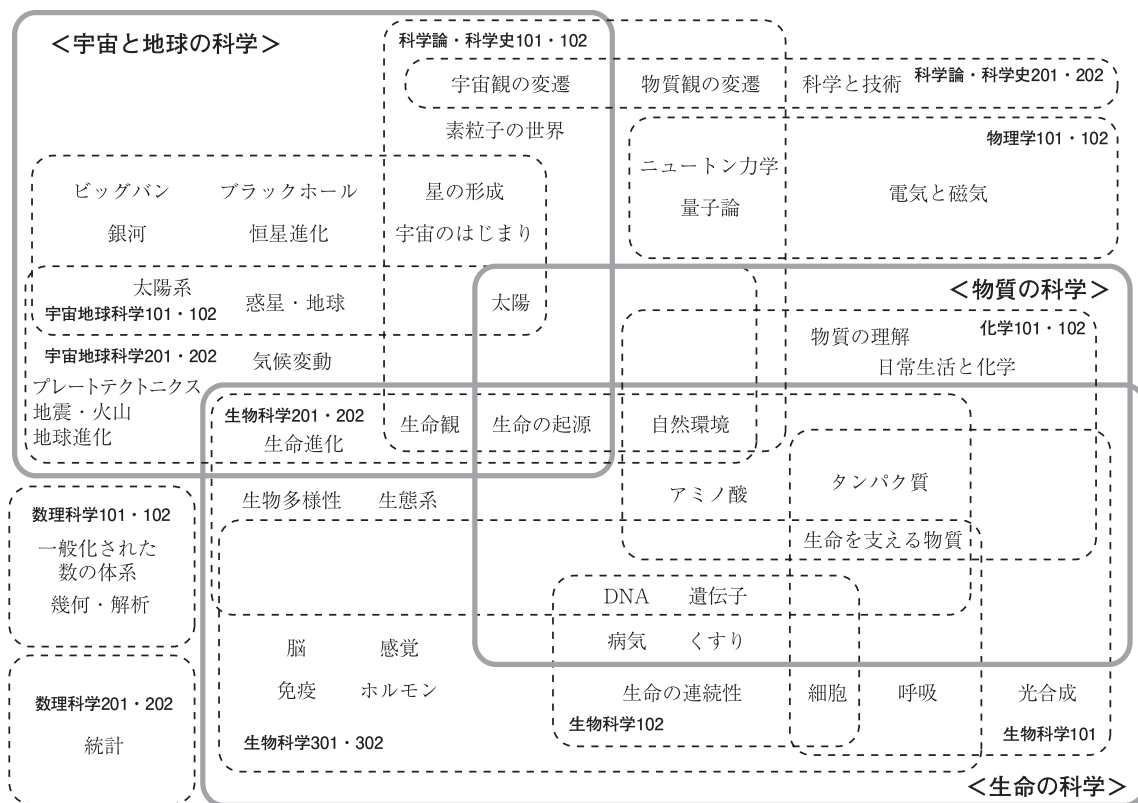 ＜宇宙と地球の科学＞
科学論・科学史101・102
宇宙観の変遷
物質観の変遷
科学と技術
科学論・科学史201・202
素粒子の世界
物理学101・102
ニュートン力学
量子論
電気と磁気
ビッグバン
ブラックホール
星の形成
銀河
恒星進化
宇宙のはじまり
太陽系
宇宙地球科学101・102
惑星・地球
太陽
＜物質の科学＞
物質の理解
化学101・102
日常生活と化学
宇宙地球科学201・202
気候変動
プレートテクトニクス
地震・火山
地球進化
生物科学201・202
生命進化
生命観
生命の起源
自然環境
生物多様性
生態系
アミノ酸
タンパク質
生命を支える物質
数理科学101・102
一般化された
数の体系
幾何・解析
DNA
遺伝子
病気
くすり
脳
感覚
免疫
ホルモン
生命の連続性
細胞
呼吸
光合成
生物科学102
生物科学101
生物科学301・302
数理科学201・202
統計
＜生命の科学＞